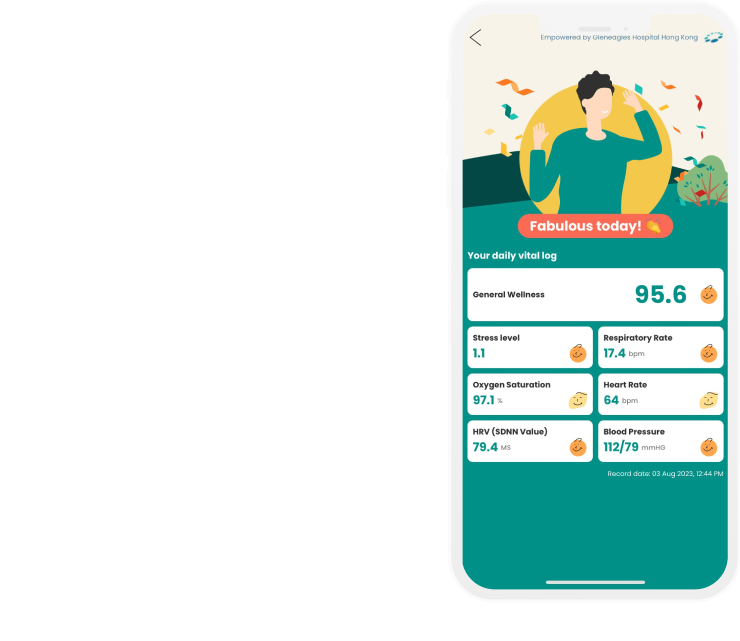 Empowered by Gleneagles Hospital Hong Kong
Fabulous today!
Your daily vital log
General Wellness
95.6
Stress level
1.1
Respiratory Rate
17.4 bpm
Oxygen Saturation
97.1 %
Heart Rate
64 bpm
HRV (SDNN Value)
79.4 MS
Blood Pressure
112/79 mmHG
Record date: 03 Aug 2023, 12:44 PM